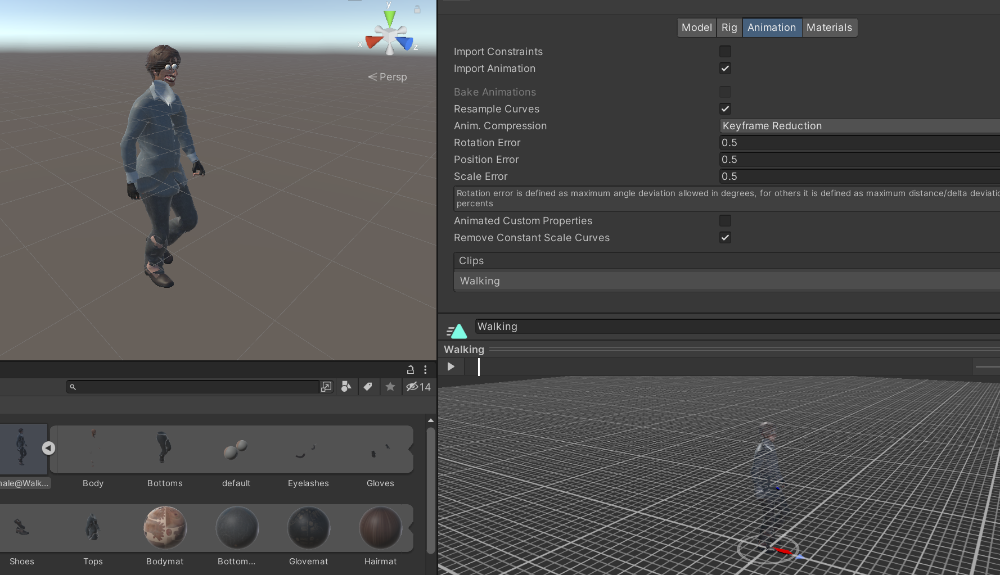 y
x
z
Persp
14
Body
Bottoms
default
Eyelashes
Gloves
nale@Walk...
Shoes
Tops
Bodymat
Bottom...
Glovemat
Hairmat
Model
Rig
Animation
Materials
Import Constraints
Import Animation
Bake Animations
Resample Curves
Anim. Compression
Keyframe Reduction
Rotation Error
0.5
Position Error
0.5
Scale Error
0.5
Rotation error is defined as maximum angle deviation allowed in degrees, for others it is defined as maximum distance/delta deviatio
percents
Animated Custom Properties
Remove Constant Scale Curves
Clips
Walking
Walking
Walking